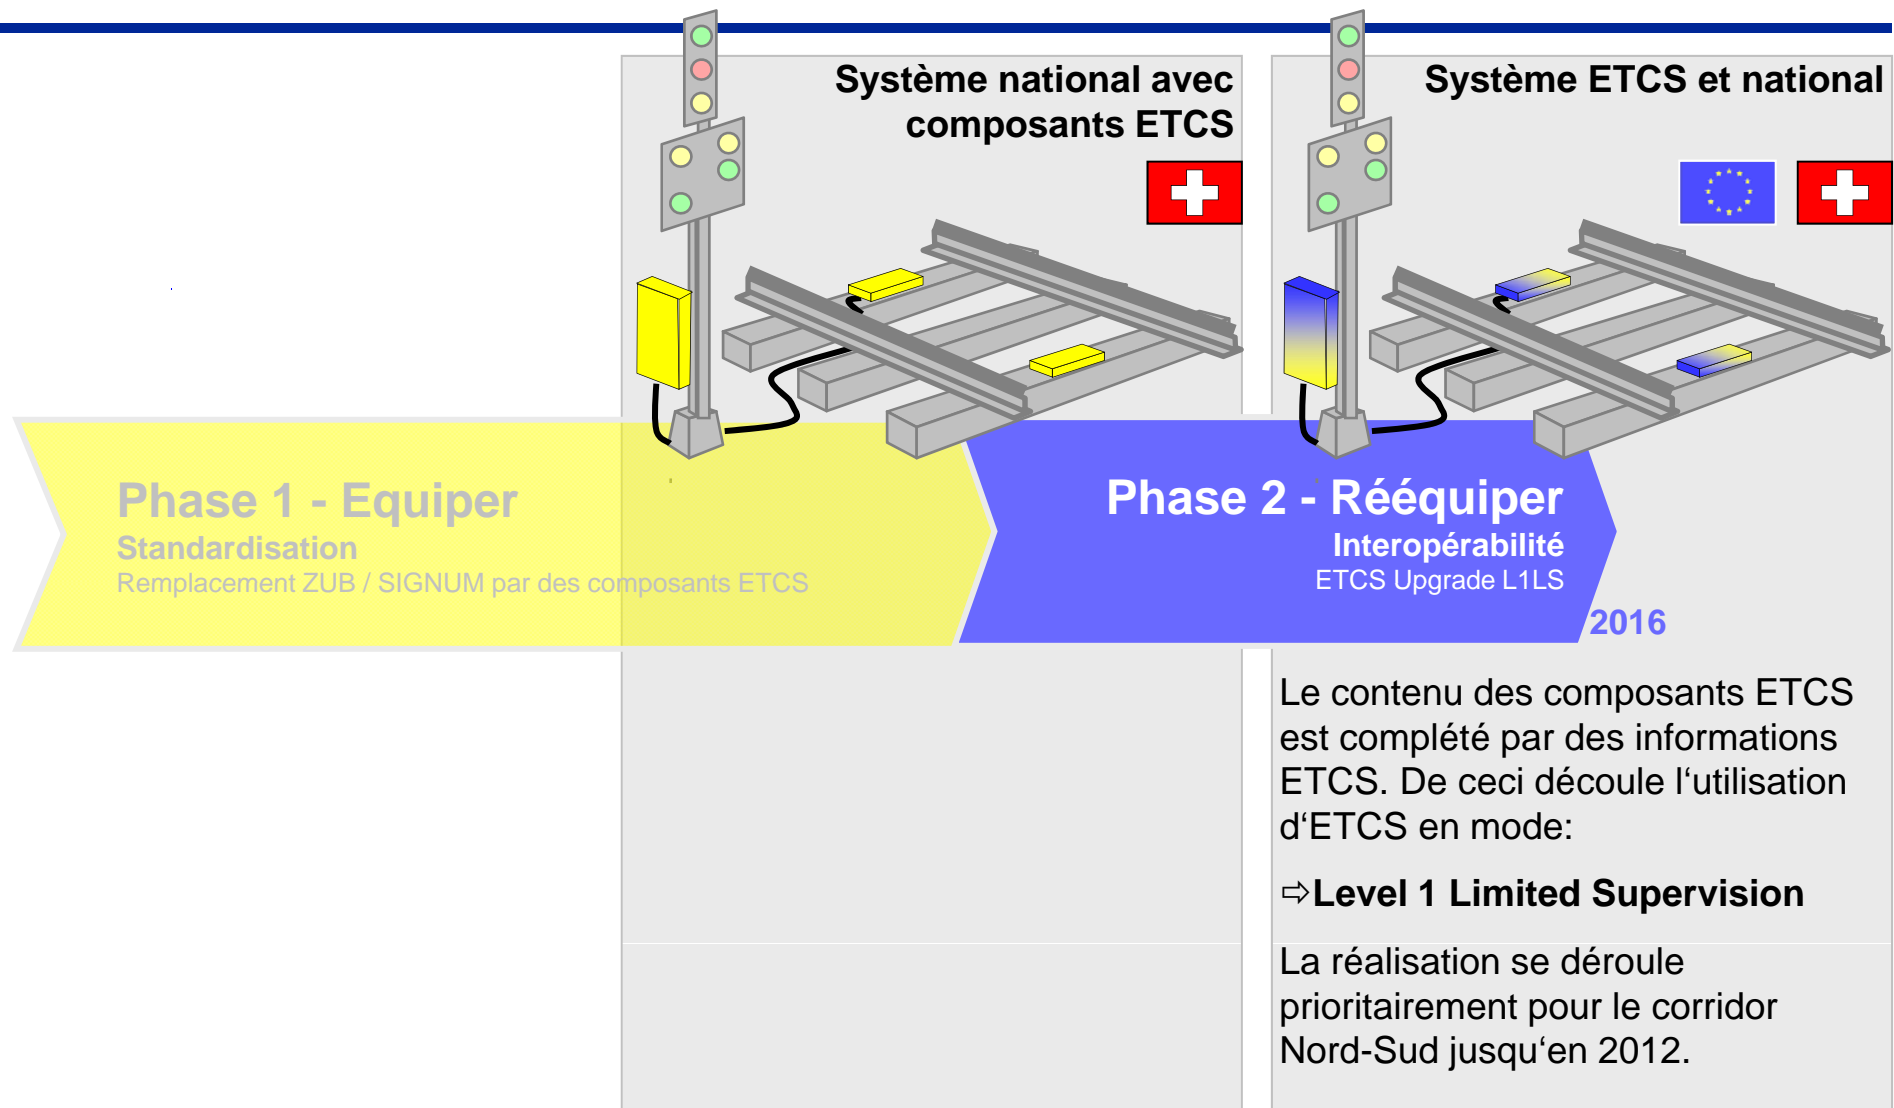 Système national avec
composants ETCS
Système ETCS et national
Phase 1 - Equiper
Standardisation
Remplacement ZUB / SIGNUM par des composants ETCS
Phase 2 - Rééquiper
Interopérabilité
ETCS Upgrade L1LS
2016
Le contenu des composants ETCS
est complété par des informations
ETCS. De ceci découle l‘utilisation
d‘ETCS en mode:
⇨Level 1 Limited Supervision
La réalisation se déroule
prioritairement pour le corridor
Nord-Sud jusqu‘en 2012.